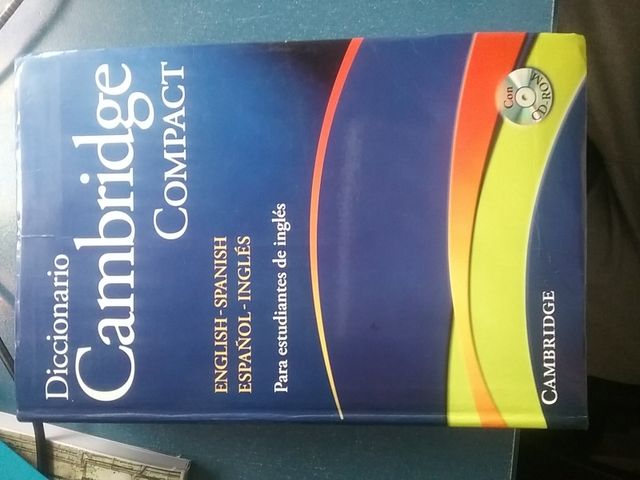 Diccionario
Cambridge
COMPACT
ENGLISH - SPANISH
ESPAÑOL - INGLÉS
Para estudiantes de inglés
Con
CD-ROM
CAMBRIDGE